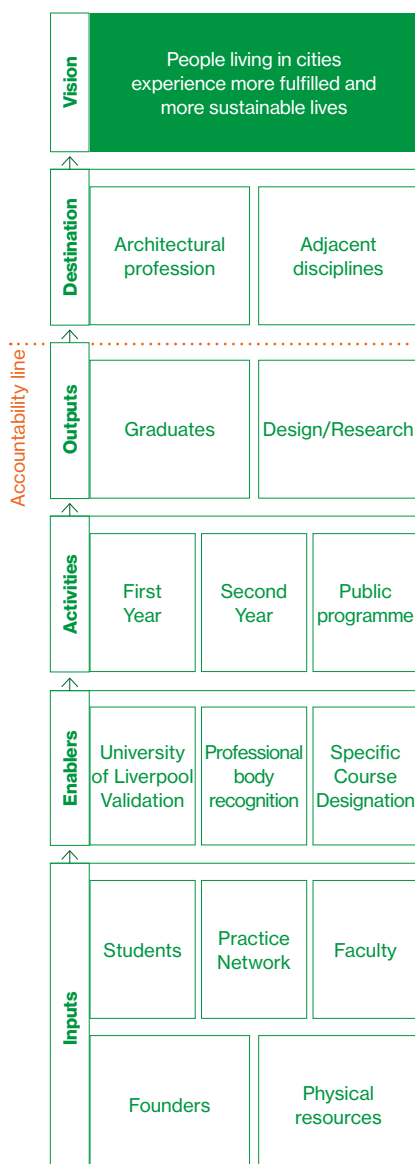 Vision
People living in cities
experience more fulfilled and
more sustainable lives
Destination
Architectural
profession
Adjacent
disciplines
Accountability line
Outputs
Graduates
Design/Research
Activities
First
Year
Second
Year
Public
programme
Enablers
University
of Liverpool
Validation
Professional
body
recognition
Specific
Course
Designation
Inputs
Students
Practice
Network
Faculty
Founders
Physical
resources